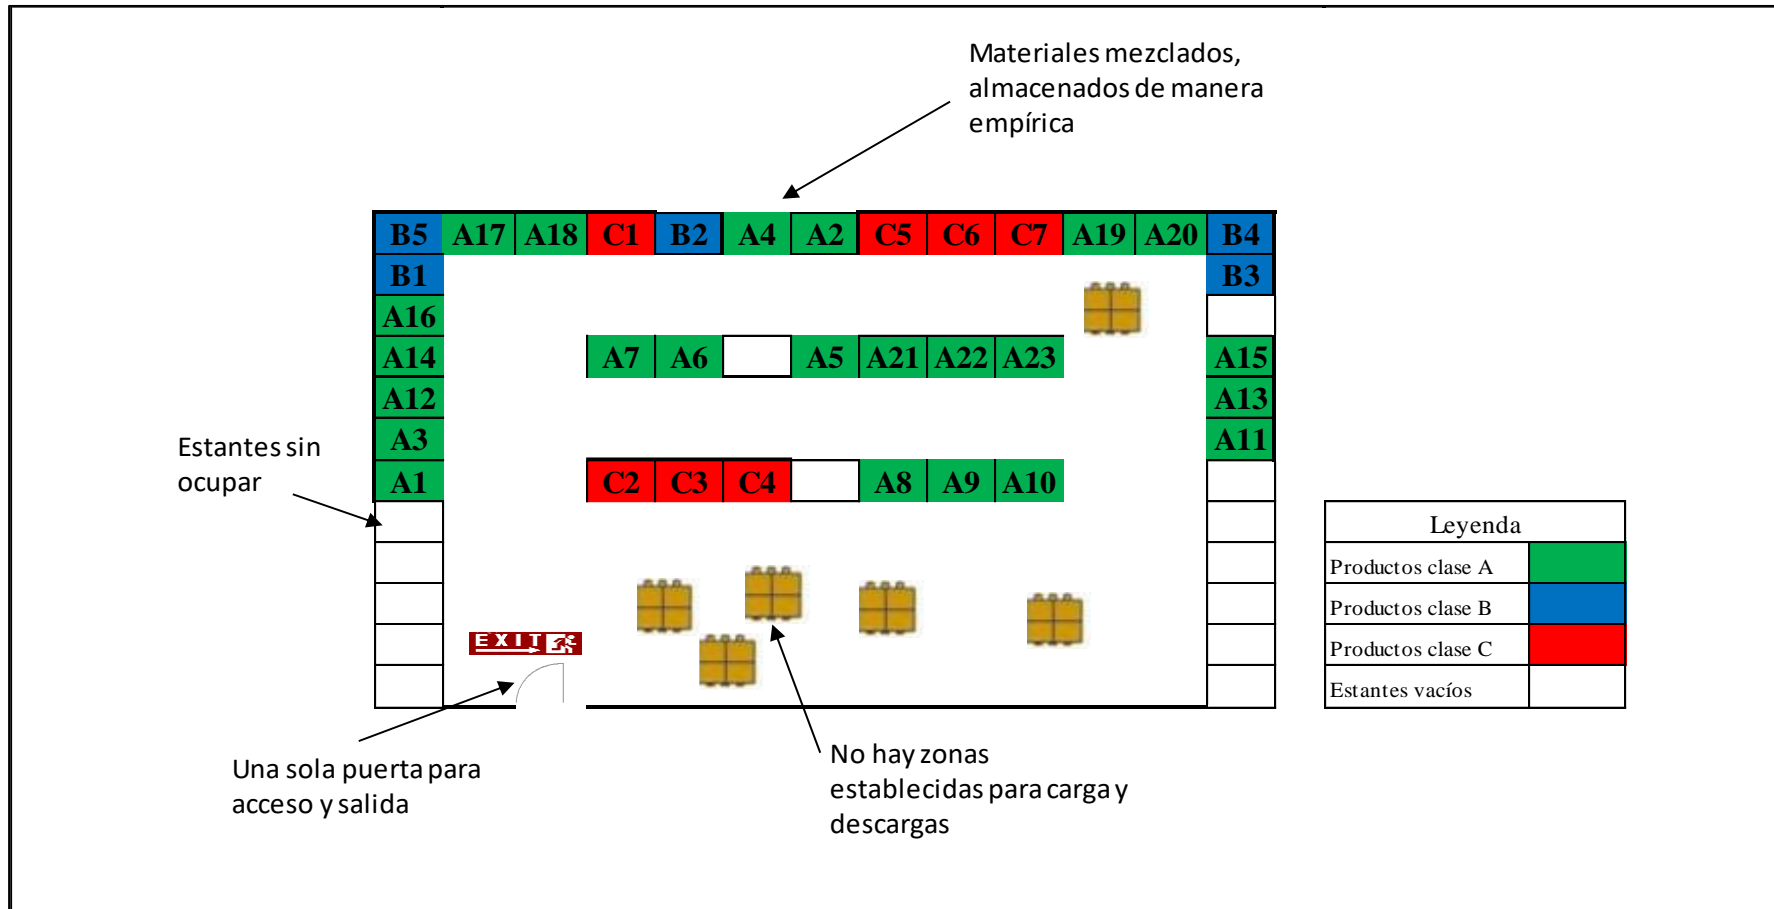 Materiales mezclados,
almacenados de manera
empírica
B5 A17 A18 C1 B2 A4 A2 C5 C6 C7 A19 A20 B4
B1 B3
A16
A14 A7 A6 A5 A21 A22 A23 A15
A12 A13
A3 A11
Estantes sin
ocupar
A1 C2 C3 C4 A8 A9 A10
Leyenda
Productos clase A
Productos clase B
Productos clase C
Estantes vacíos
EXIT
Una sola puerta para
acceso y salida
No hay zonas
establecidas para carga y
descargas